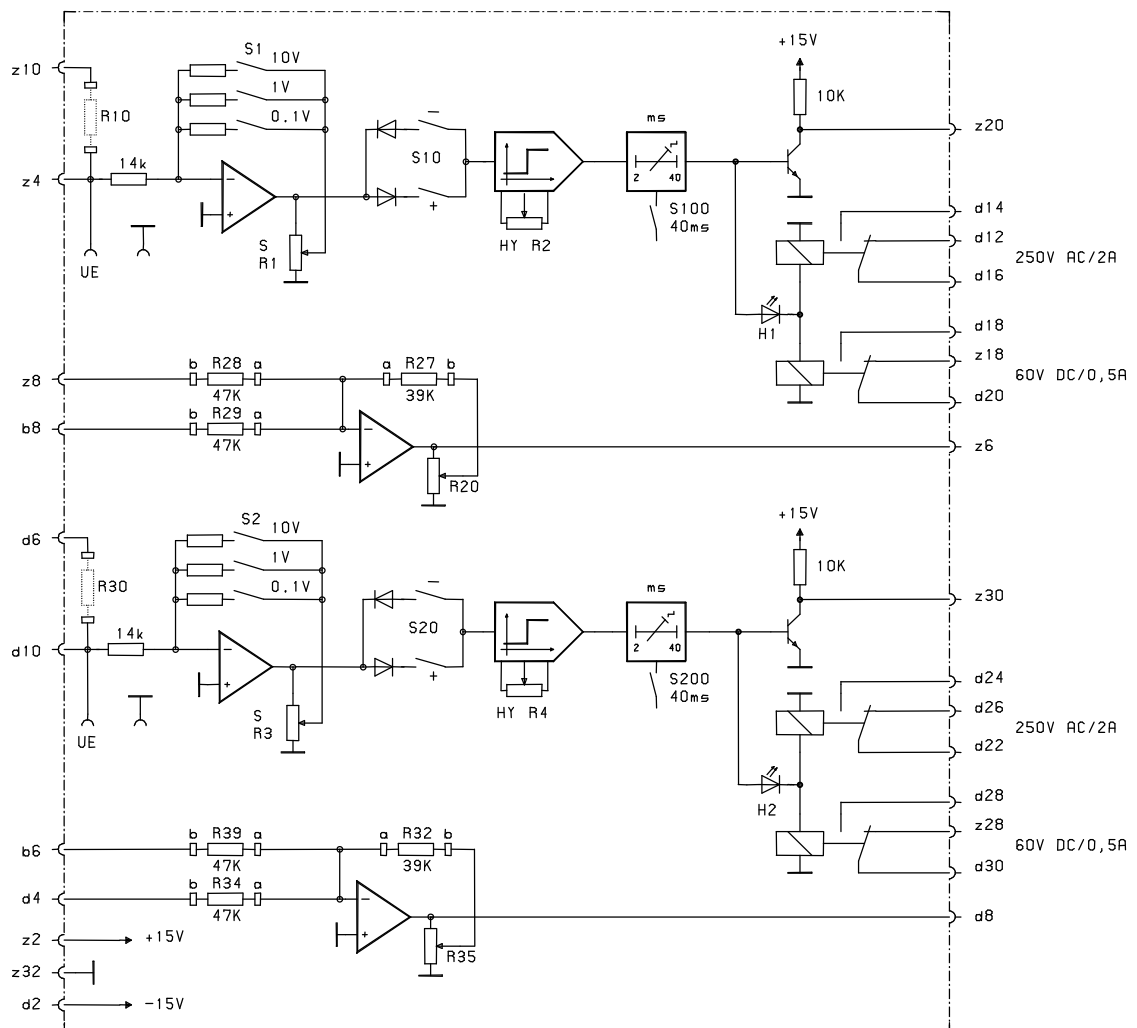 z10
R10
S1
10V
1V
0.1V
+15V
10K
z20
z4
14k
−
+
UE
S
R1
−
S10
+
HY R2
ms
2 40
S100
40ms
H1
d14
d12
d16
250V AC/2A
d18
z18
d20
60V DC/0,5A
z8
b R28 a
47K
a R27 b
39K
b8
b R29 a
47K
−
+
R20
z6
d6
R30
S2
10V
1V
0.1V
+15V
10K
z30
d10
14k
−
+
UE
S
R3
−
S20
+
HY R4
ms
2 40
S200
40ms
H2
d24
d26
d22
250V AC/2A
d28
z28
d30
60V DC/0,5A
b6
b R39 a
47K
a R32 b
39K
d4
b R34 a
47K
−
+
R35
d8
z2 +15V
z32
d2 −15V